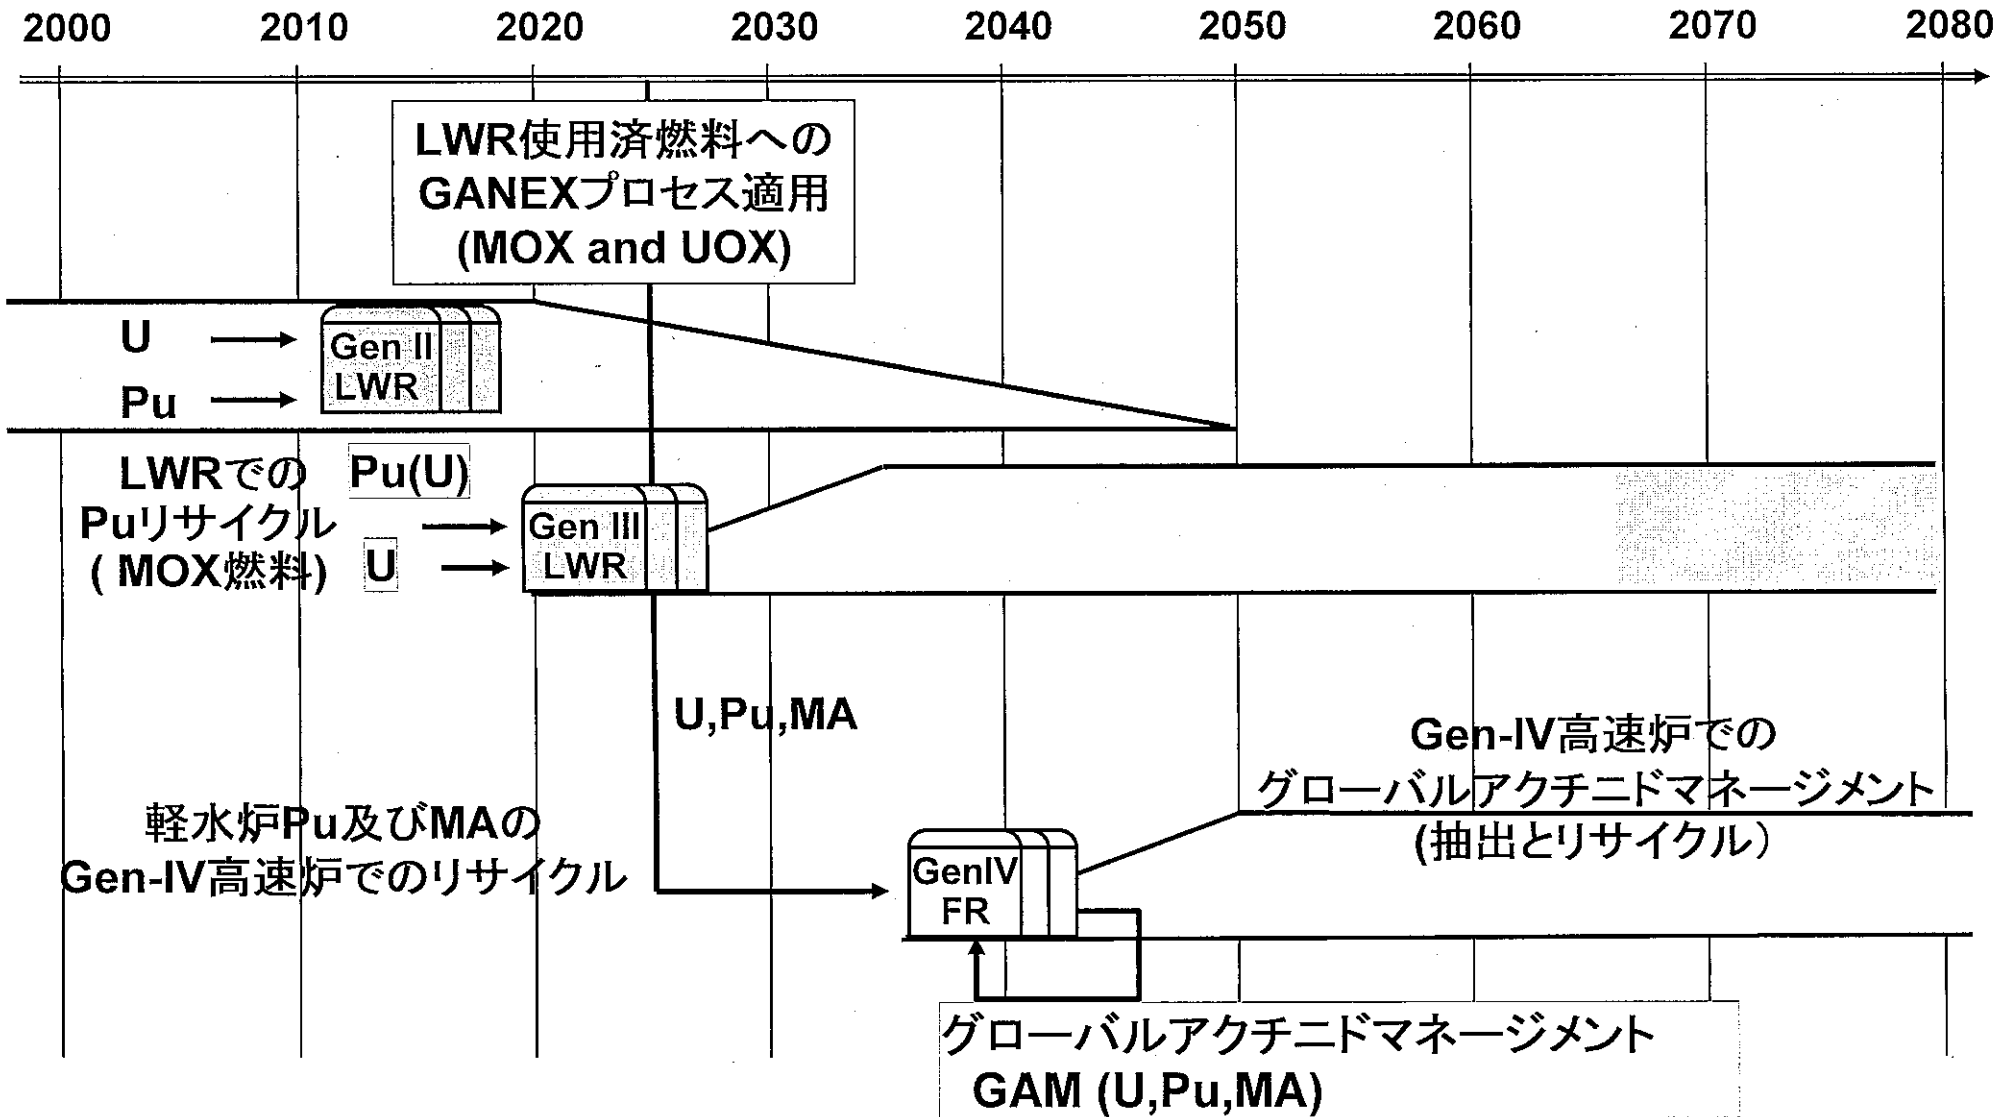 2000 2010 2020 2030 2040 2050 2060 2070 2080
LWR使用済燃料への
GANEXプロセス適用
(MOX and UOX)
U
Pu
Gen II
LWR
LWRでの
Puリサイクル
( MOX燃料)
Pu(U)
U
Gen III
LWR
U,Pu,MA
軽水炉Pu及びMAの
Gen-IV高速炉でのリサイクル
Gen-IV高速炉での
グローバルアクチニドマネージメント
(抽出とリサイクル）
GenIV
FR
グローバルアクチニドマネージメント
GAM (U,Pu,MA)